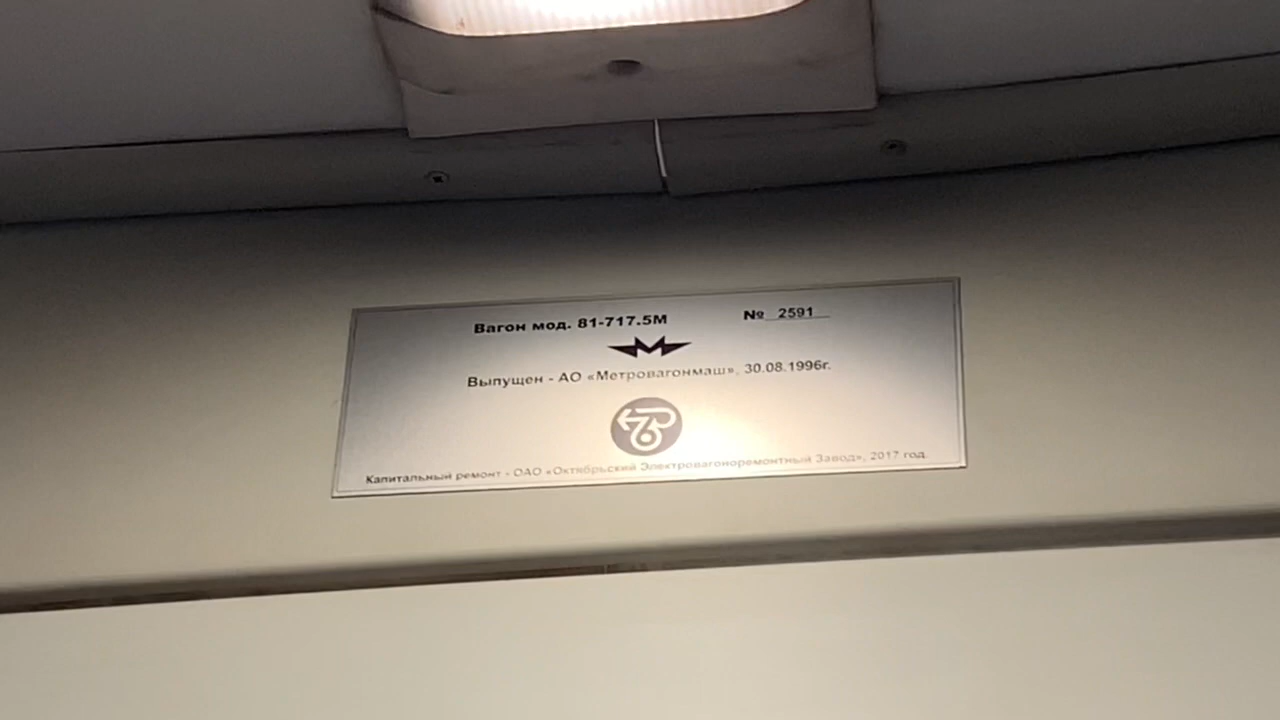 Вагон мод. 81-717.5М № 2591
Выпущен - АО «Метровагонмаш», 30.08.1996г.
Капитальный ремонт - ОАО «Октябрьский Электровагоноремонтный Завод», 2017 год.